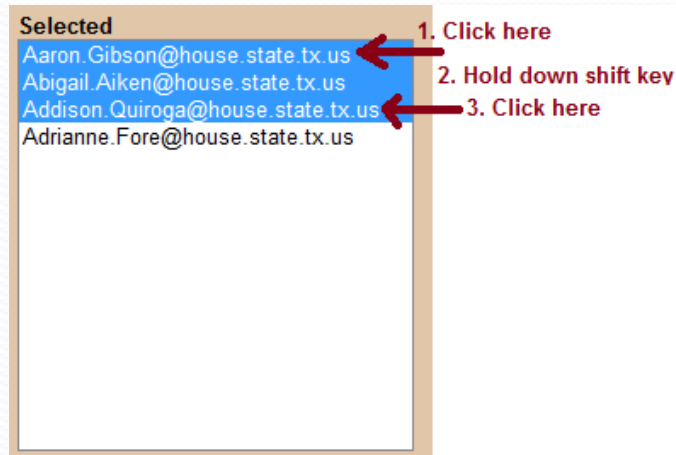 Selected
Aaron.Gibson@house.state.tx.us
1. Click here
Abigail.Aiken@house.state.tx.us
2. Hold down shift key
Addison.Quiroga@house.state.tx.us
3. Click here
Adrianne.Fore@house.state.tx.us